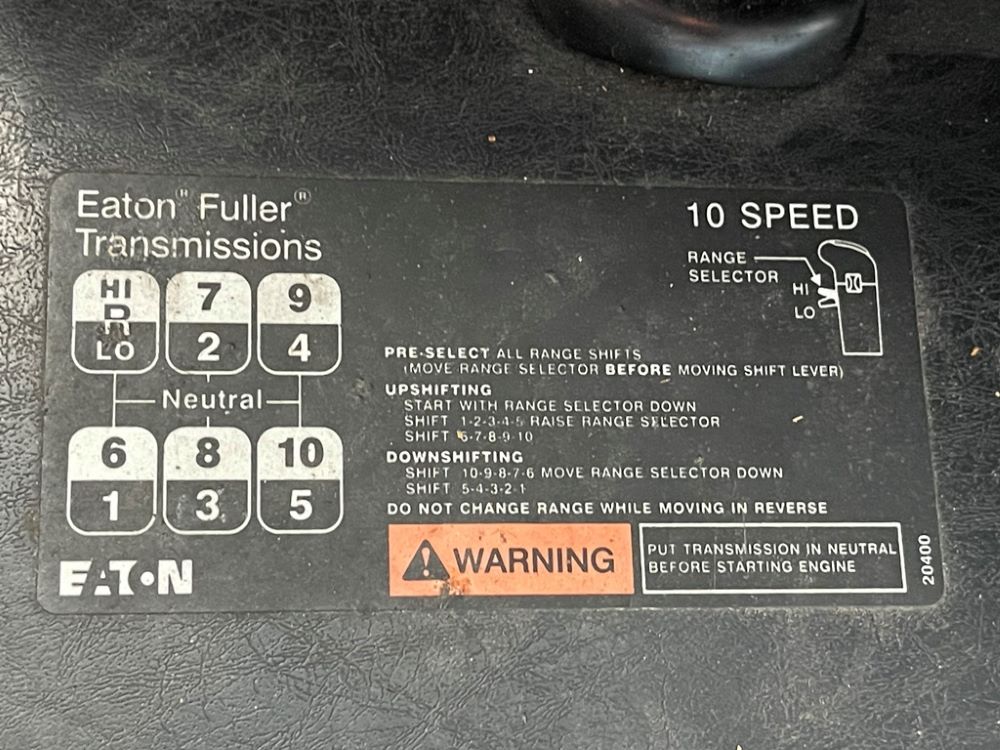 Eaton® Fuller®
Transmissions
10 SPEED
RANGE
SELECTOR
HI
LO
HI 7 9
R
LO 2 4
Neutral
6 8 10
1 3 5
PRE-SELECT ALL RANGE SHIFTS
(MOVE RANGE SELECTOR BEFORE MOVING SHIFT LEVER)
UPSHIFTING
START WITH RANGE SELECTOR DOWN
SHIFT 1-2-3-4-5 RAISE RANGE SELECTOR
SHIFT 6-7-8-9-10
DOWNSHIFTING
SHIFT 10-9-8-7-6 MOVE RANGE SELECTOR DOWN
SHIFT 5-4-3-2-1
DO NOT CHANGE RANGE WHILE MOVING IN REVERSE
EATON
WARNING
PUT TRANSMISSION IN NEUTRAL
BEFORE STARTING ENGINE
20400